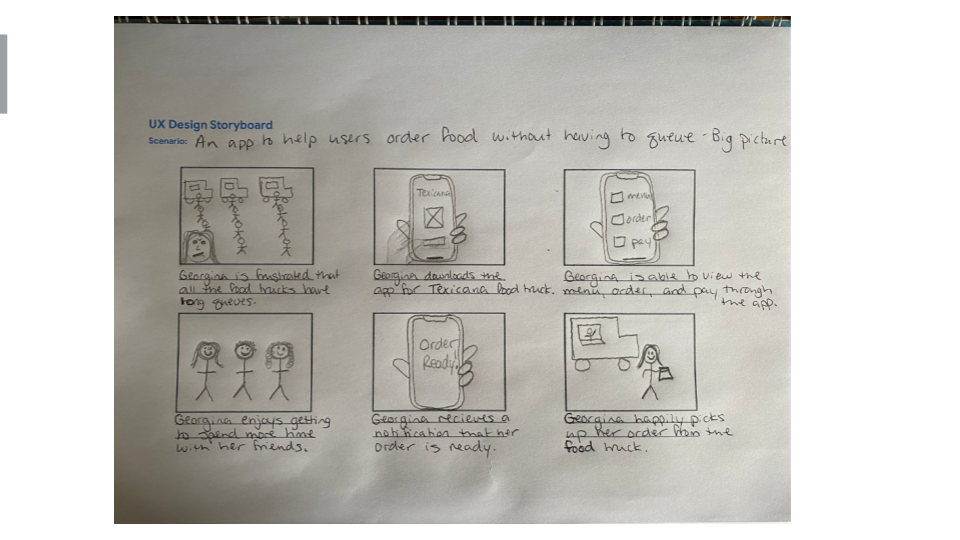 UX Design Storyboard
Scenario: An app to help users order food without having to queue - Big picture
Texicana
menu
order
pay
Georgina is frustrated that
all the food trucks have
long queues.
Georgina downloads the
app for Texicana food truck.
Georgina is able to view the
menu, order, and pay through
the app.
Order
Ready!
Georgina enjoys getting
to spend more time
with her friends.
Georgina recieves a
notification that her
order is ready.
Georgina happily picks
up her order from the
food truck.